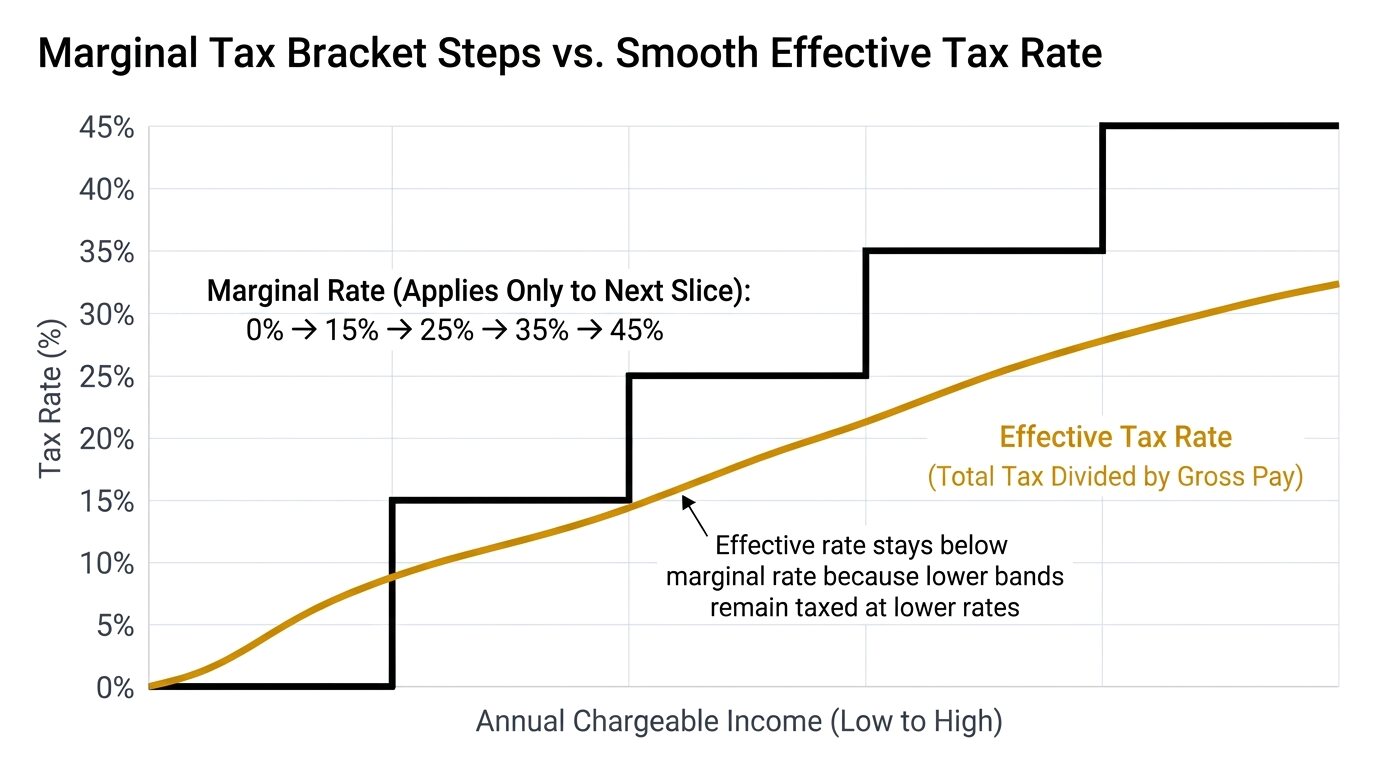 Marginal Tax Bracket Steps vs. Smooth Effective Tax Rate
45%
40%
35%
30%
25%
20%
15%
10%
5%
0%
Tax Rate (%)
Marginal Rate (Applies Only to Next Slice):
0% → 15% → 25% → 35% → 45%
Effective Tax Rate
(Total Tax Divided by Gross Pay)
Effective rate stays below
marginal rate because lower bands
remain taxed at lower rates
Annual Chargeable Income (Low to High)